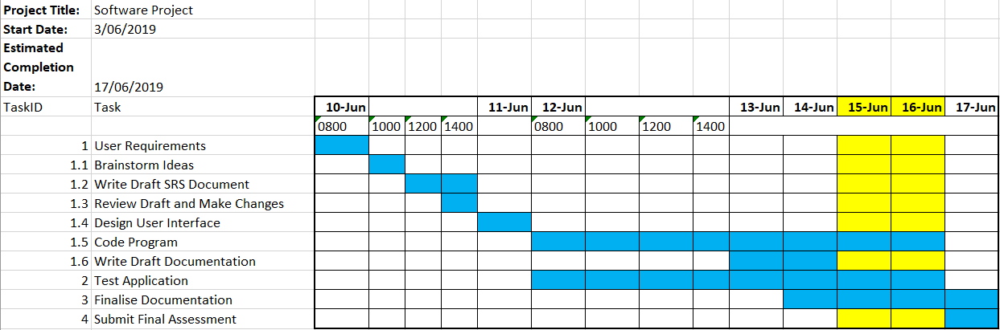 Project Title: Software Project
Start Date: 3/06/2019
Estimated
Completion
Date: 17/06/2019
TaskID Task 10-Jun 11-Jun 12-Jun 13-Jun 14-Jun 15-Jun 16-Jun 17-Jun
0800 1000 1200 1400 0800 1000 1200 1400
1 User Requirements
1.1 Brainstorm Ideas
1.2 Write Draft SRS Document
1.3 Review Draft and Make Changes
1.4 Design User Interface
1.5 Code Program
1.6 Write Draft Documentation
2 Test Application
3 Finalise Documentation
4 Submit Final Assessment